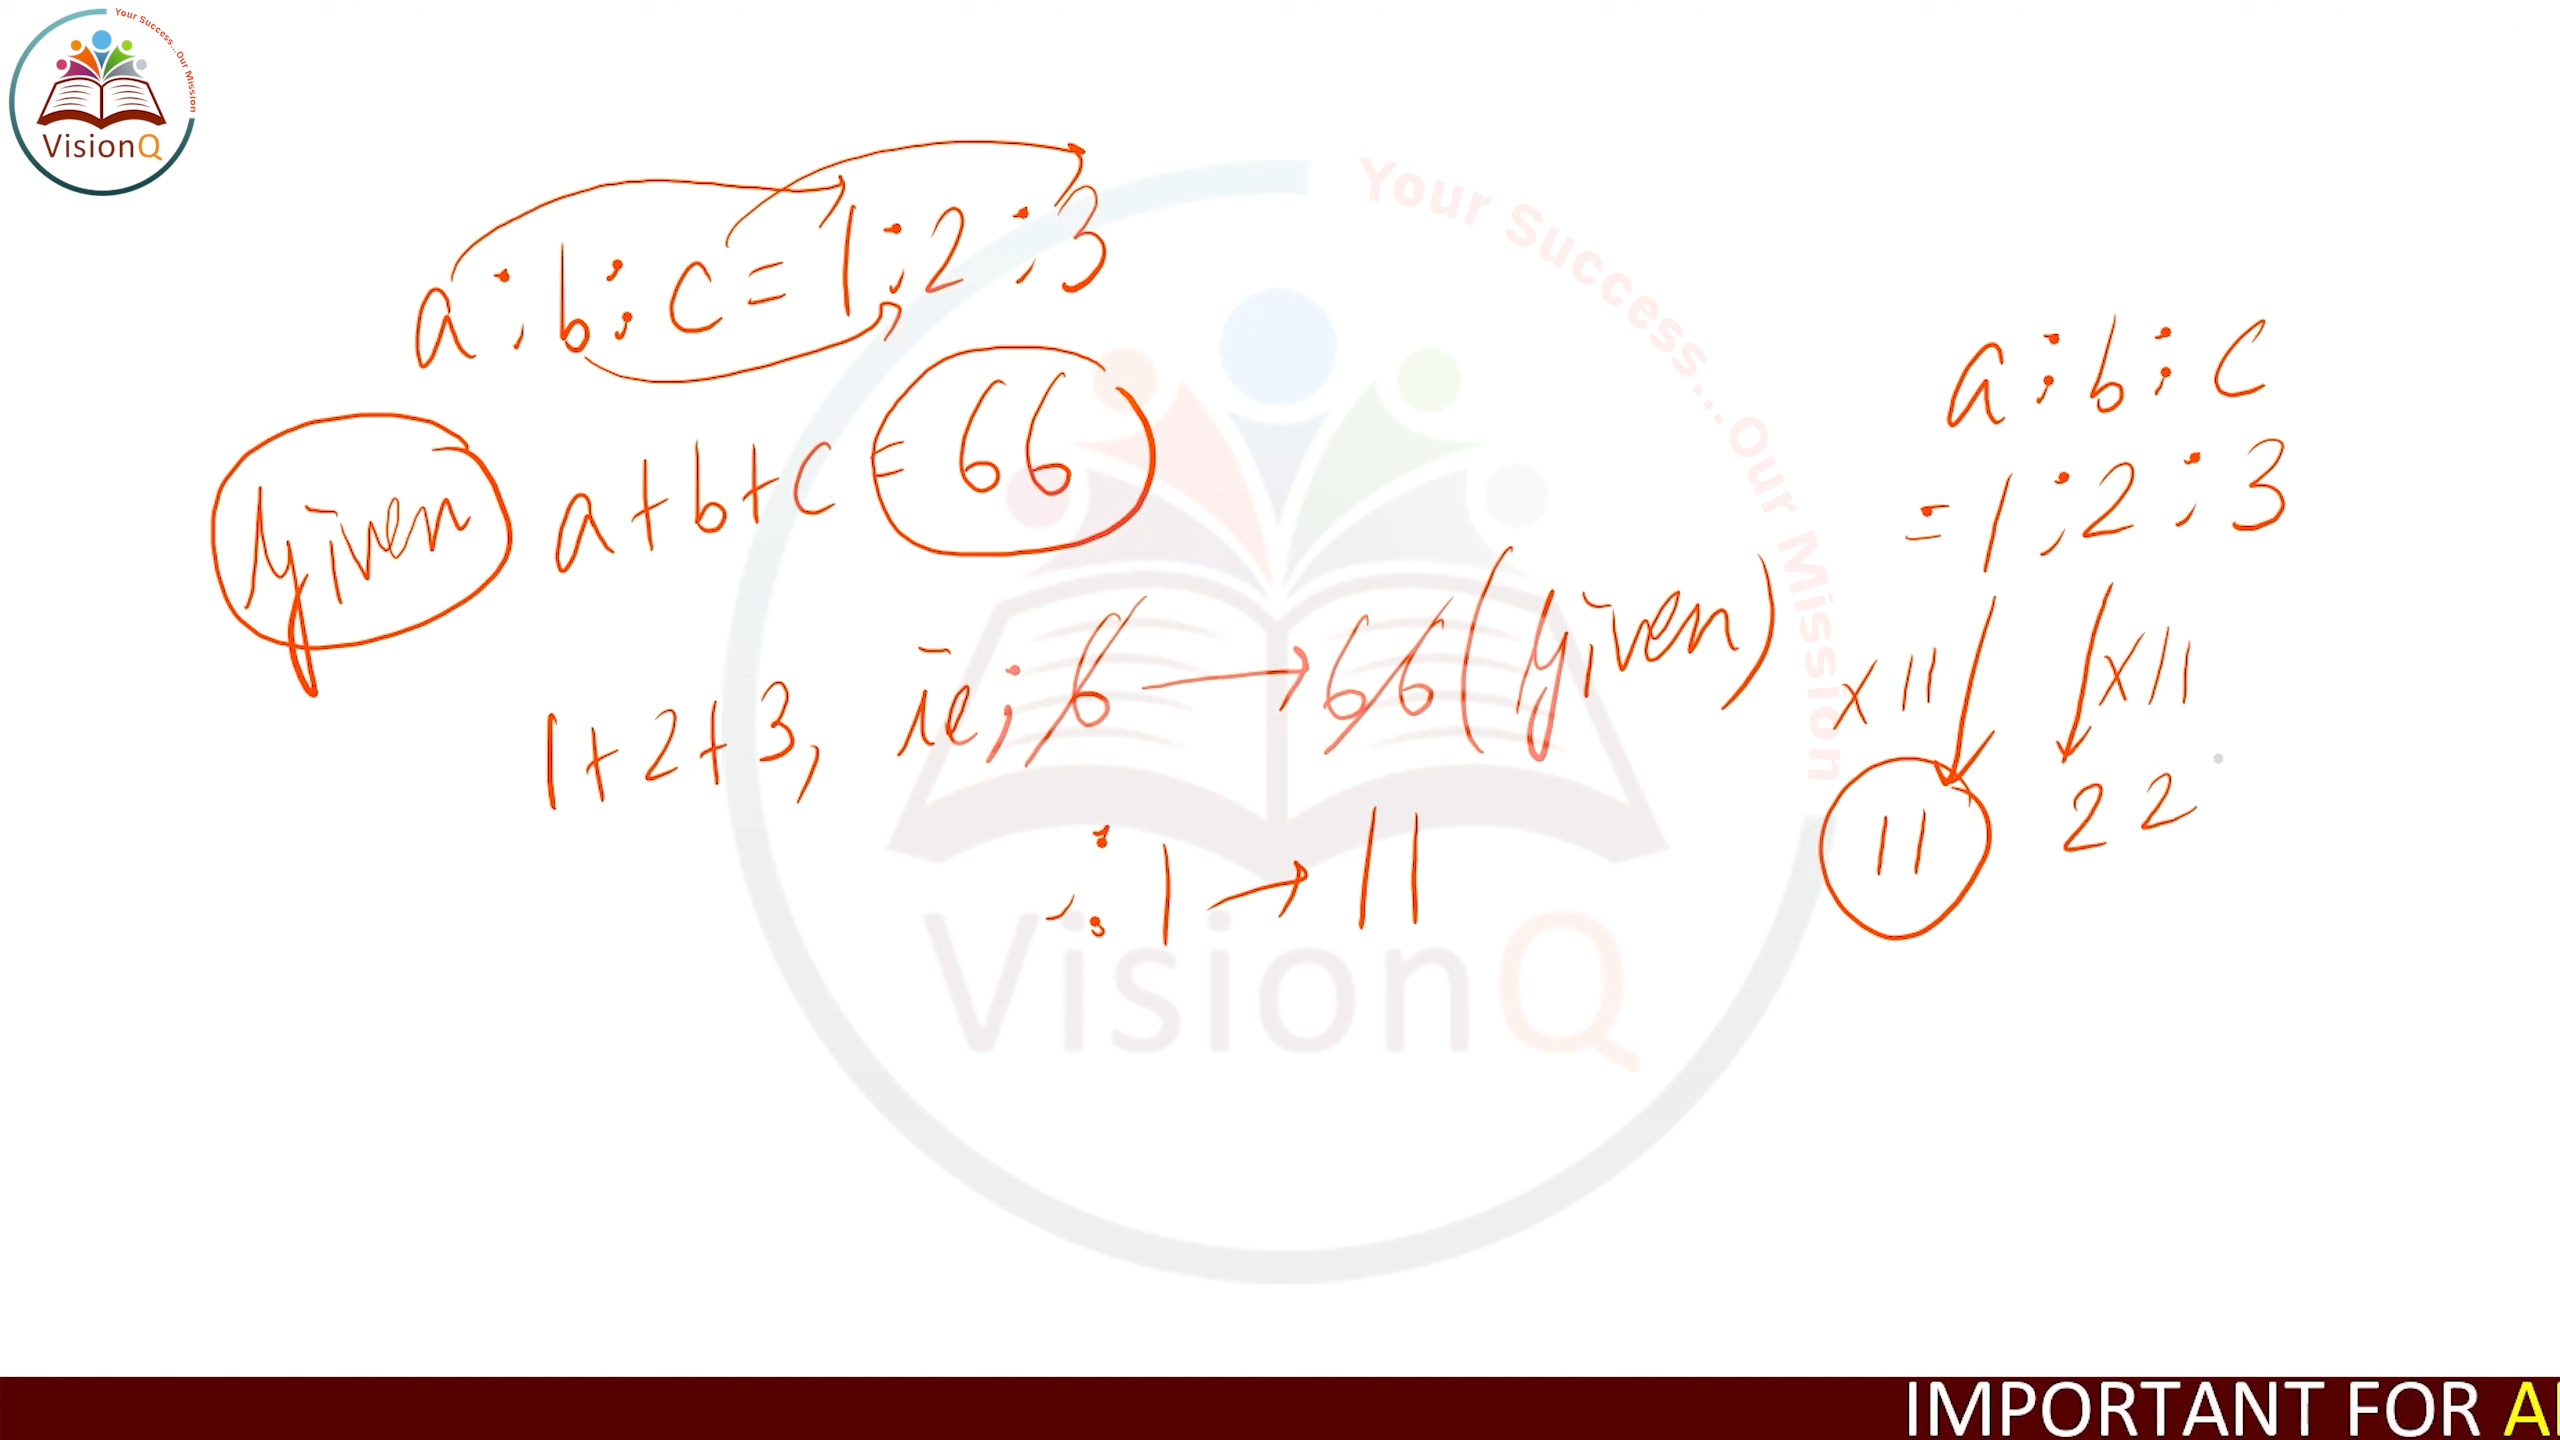 Your Success...Our Mission
VisionQ
a : b : c = 1 : 2 : 3
Given a+b+c = 66
1+2+3, ie; 6 → 66 (Given)
∴ 1 → 11
a : b : c
= 1 : 2 : 3
x 11 x 11
11 22
Your Success...Our Mission
VisionQ
IMPORTANT FOR